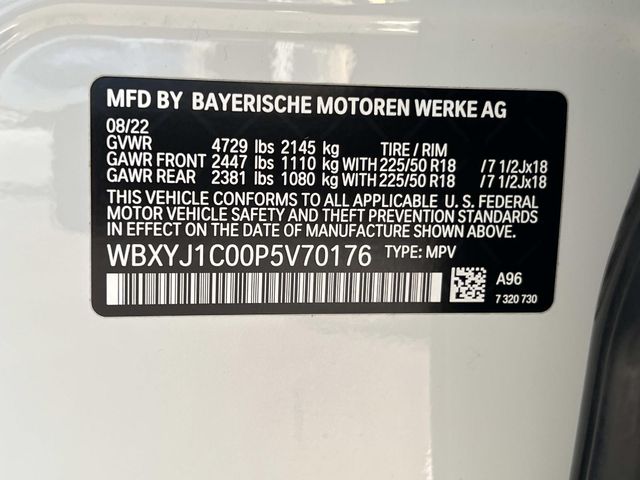 MFD BY BAYERISCHE MOTOREN WERKE AG
08/22
GVWR 4729 lbs 2145 kg TIRE / RIM
GAWR FRONT 2447 lbs 1110 kg WITH 225/50 R18 /7 1/2Jx18
GAWR REAR 2381 lbs 1080 kg WITH 225/50 R18 /7 1/2Jx18
THIS VEHICLE CONFORMS TO ALL APPLICABLE U. S. FEDERAL
MOTOR VEHICLE SAFETY AND THEFT PREVENTION STANDARDS
IN EFFECT ON THE DATE OF MANUFACTURE SHOWN ABOVE.
WBXYJ1C00P5V70176 TYPE: MPV
A96
7 320 730